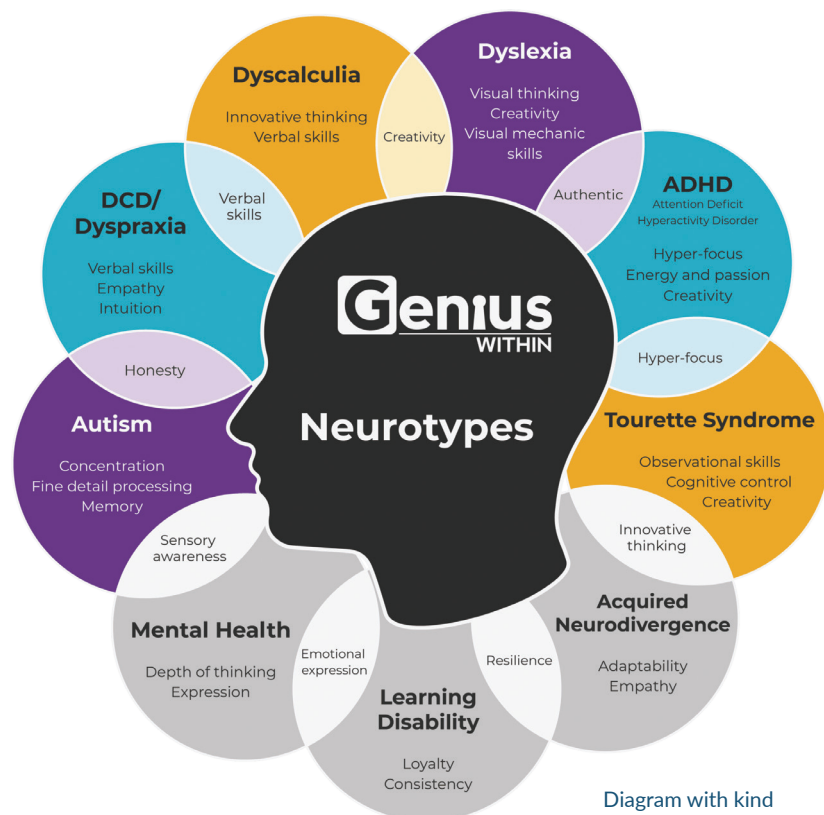 Dyslexia
Visual thinking
Creativity
Visual mechanic
skills
Authentic
ADHD
Attention Deficit
Hyperactivity Disorder
Hyper-focus
Energy and passion
Creativity
Hyper-focus
Tourette Syndrome
Observational skills
Cognitive control
Creativity
Innovative
thinking
Acquired
Neurodivergence
Adaptability
Empathy
Resilience
Learning
Disability
Loyalty
Consistency
Emotional
expression
Mental Health
Depth of thinking
Expression
Sensory
awareness
Autism
Concentration
Fine detail processing
Memory
Honesty
DCD/
Dyspraxia
Verbal skills
Empathy
Intuition
Verbal
skills
Dyscalculia
Innovative thinking
Verbal skills
Creativity
Genius
WITHIN
Neurotypes
Diagram with kind